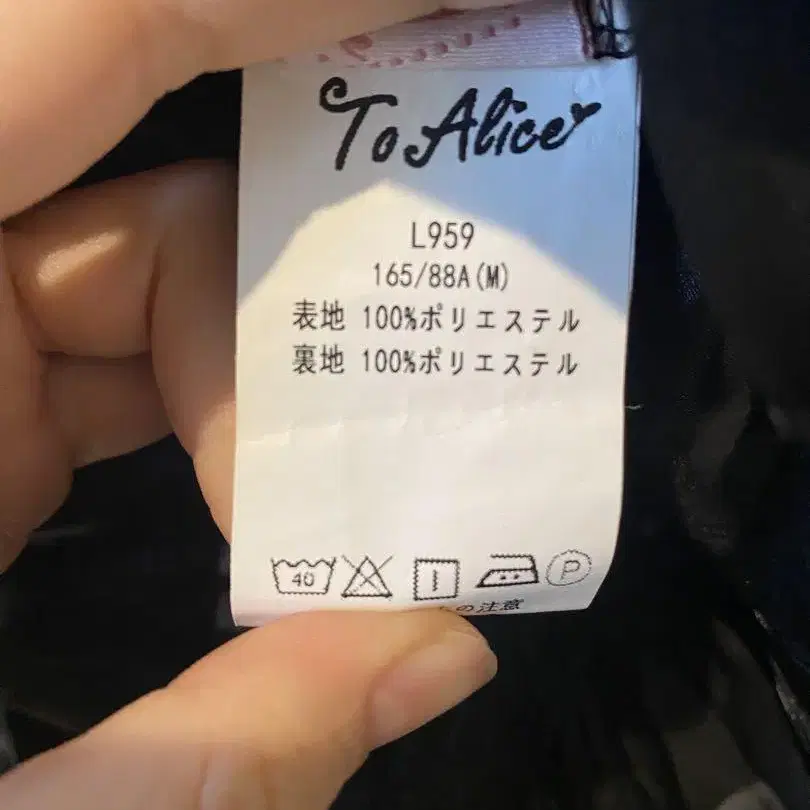 To Alice
L959
165/88A(M)
表地 100%ポリエステル
裏地 100%ポリエステル
40
P
の注意